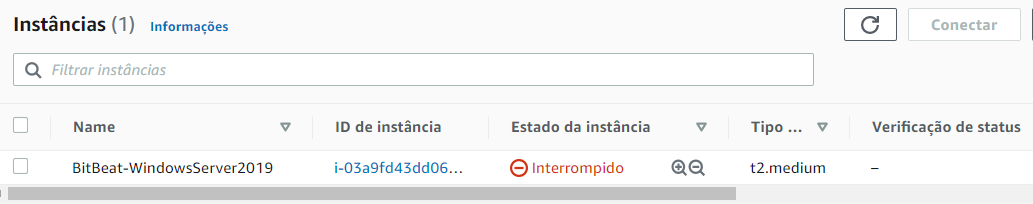 Instâncias (1) Informações Conectar
Filtrar instâncias
Name ID de instância Estado da instância Tipo ... Verificação de status
BitBeat-WindowsServer2019 i-03a9fd43dd06... Interrompido t2.medium –